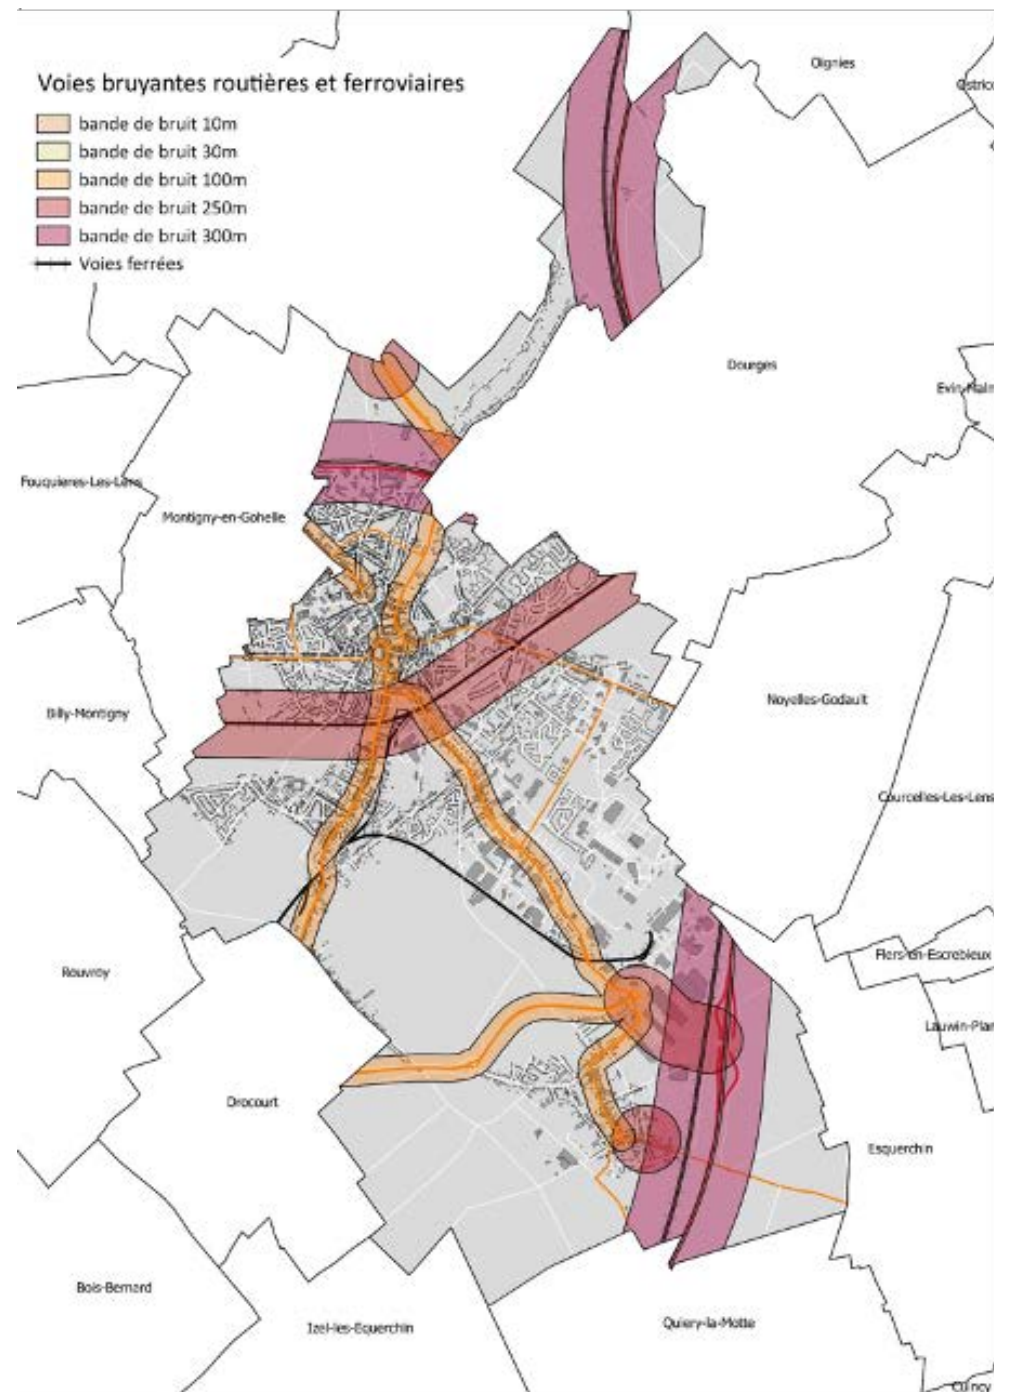 Oignies
Voies bruyantes routières et ferroviaires
bande de bruit 10m
bande de bruit 30m
bande de bruit 100m
bande de bruit 250m
bande de bruit 300m
Voies ferrées
Dourges
Fouquieres-Les-Lens
Montigny-en-Gohelle
Noyelles-Godault
Billy-Montigny
Courcelles-Les-Lens
Rouvroy
Flers-en-Escrebieux
Drocourt
Esquerchin
Bois-Bernard
Izel-les-Equerchin
Quiery-la-Motte